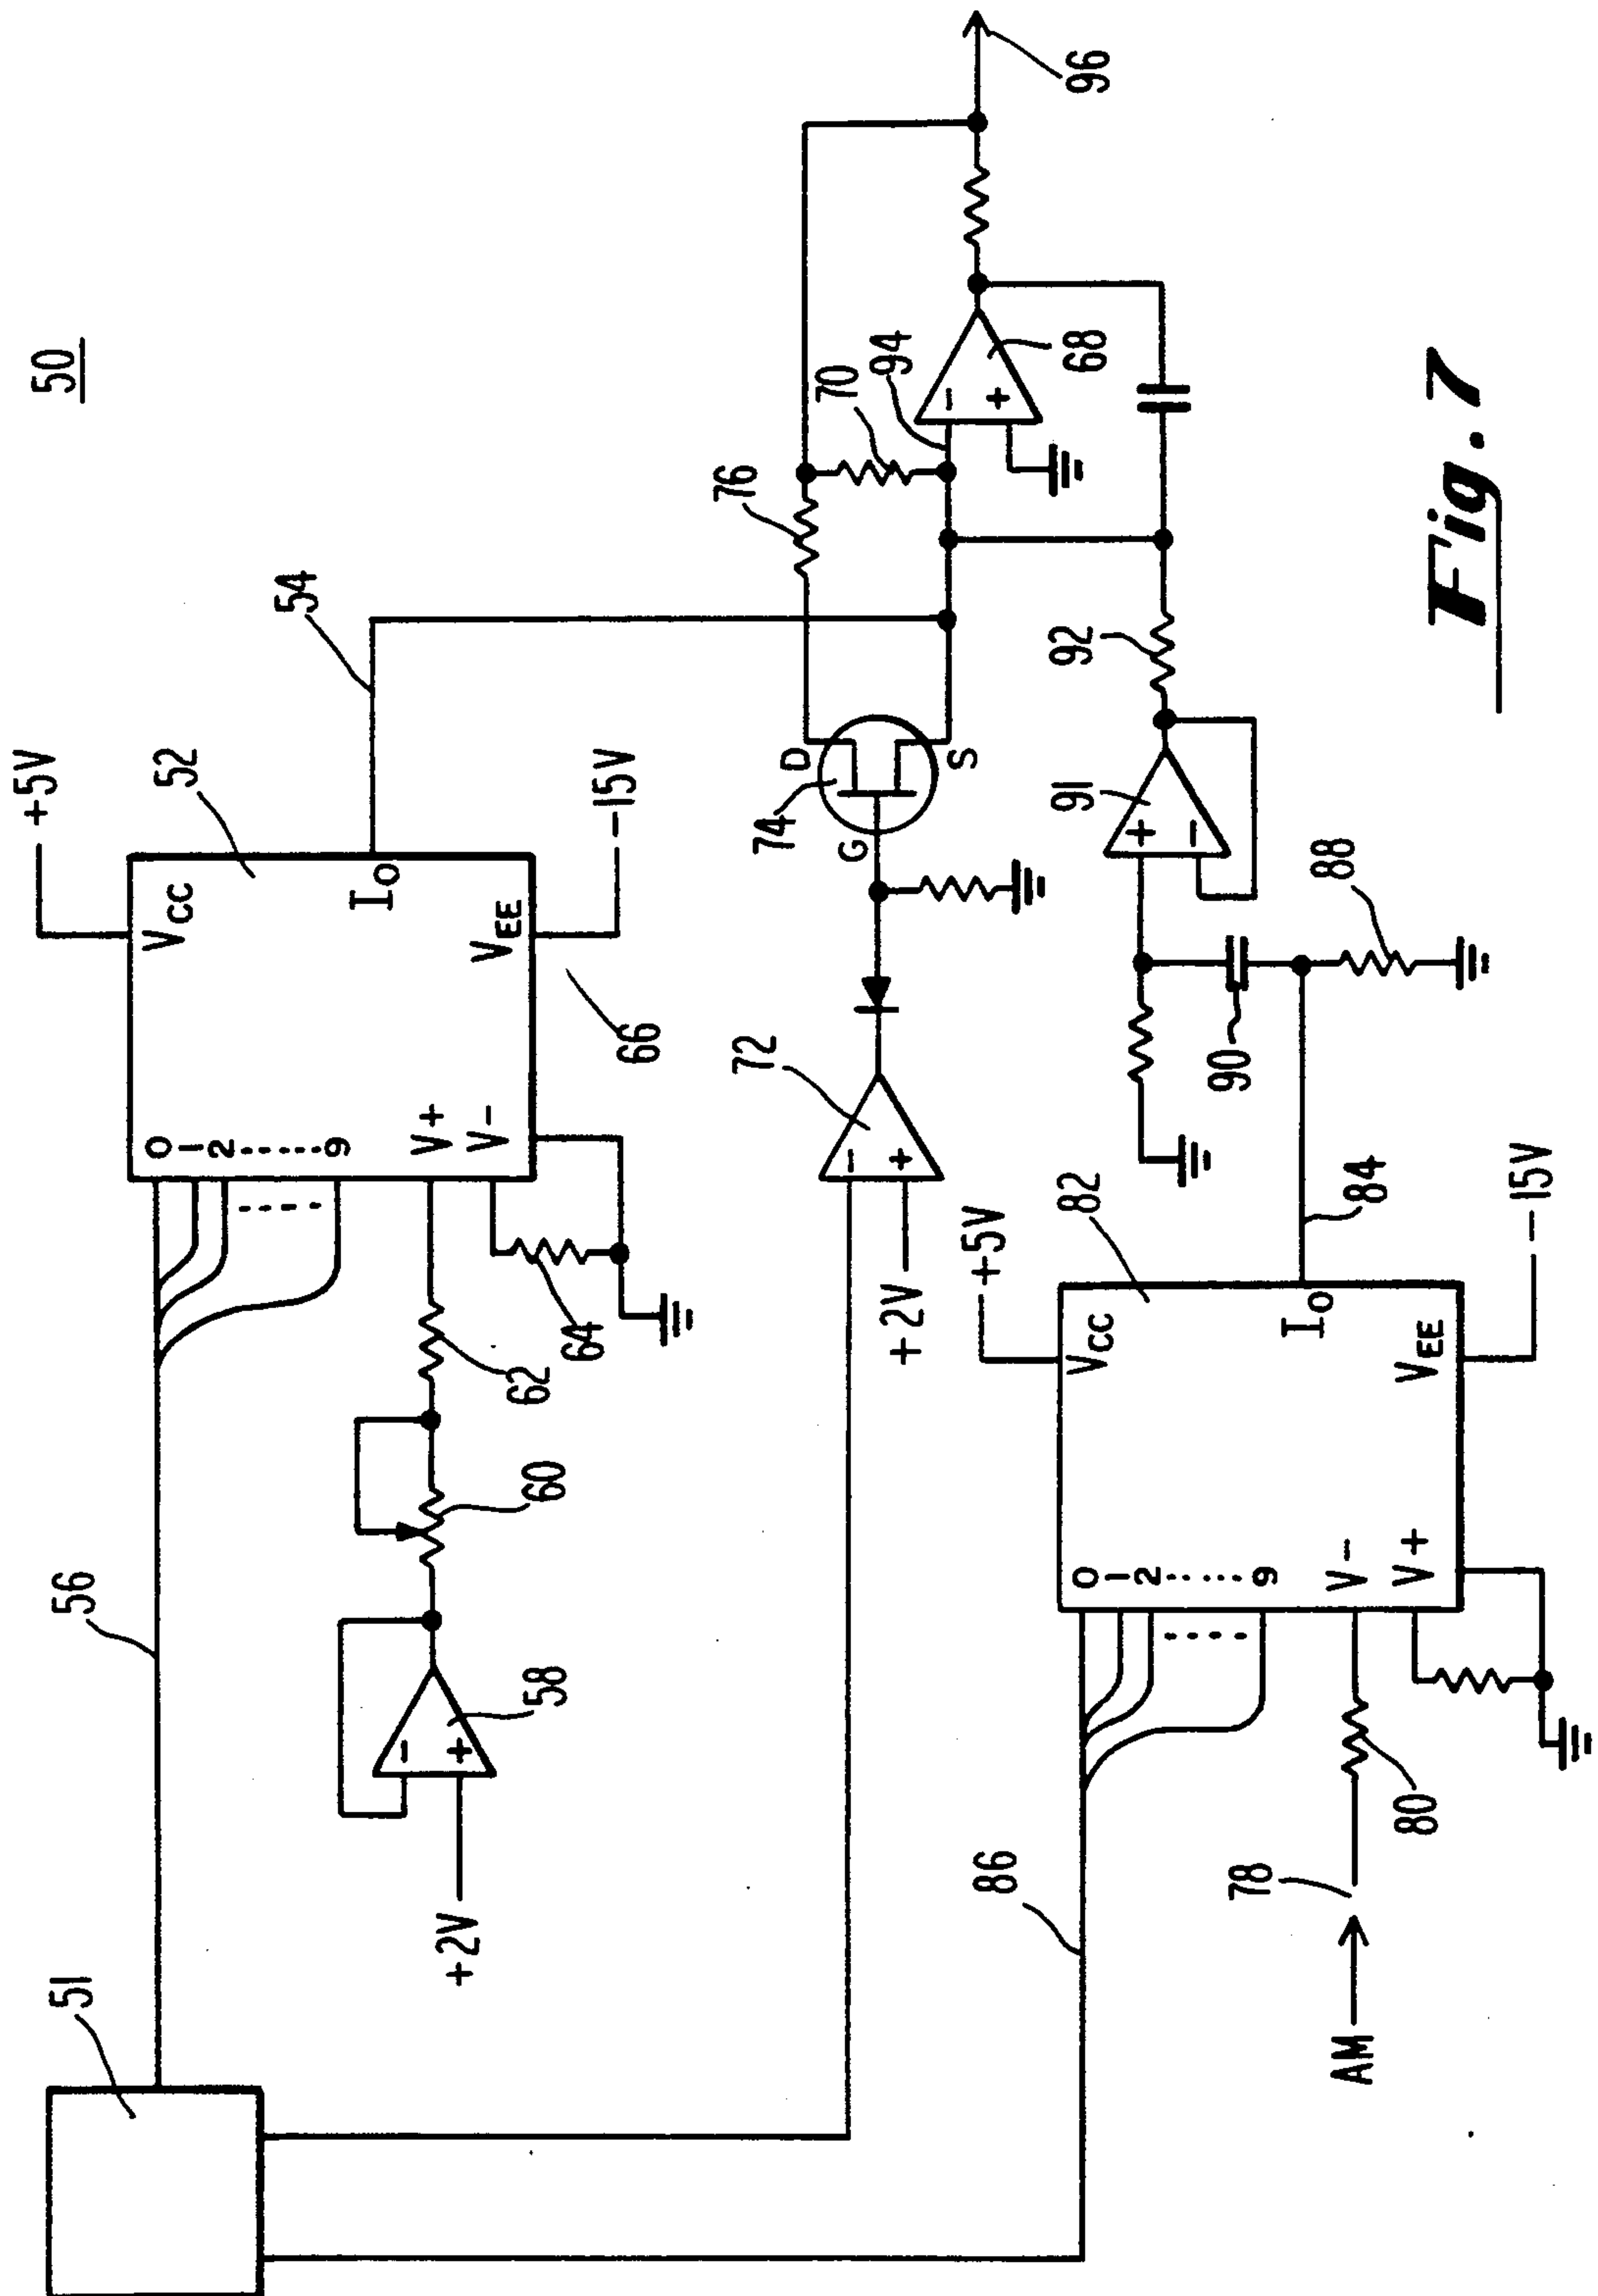 50
+5V
52
54
VCC
IO
VEE
-15V
66
0
1
2
9
V+
V-
56
51
58
-
+
+2V
60
62
64
72
-
+
+2V
74
D
G
S
76
70
94
-
+
68
96
91
+
-
92
90
88
84
82
+5V
VCC
IO
VEE
-15V
0
1
2
9
V-
V+
86
78
80
AM
Fig. 7